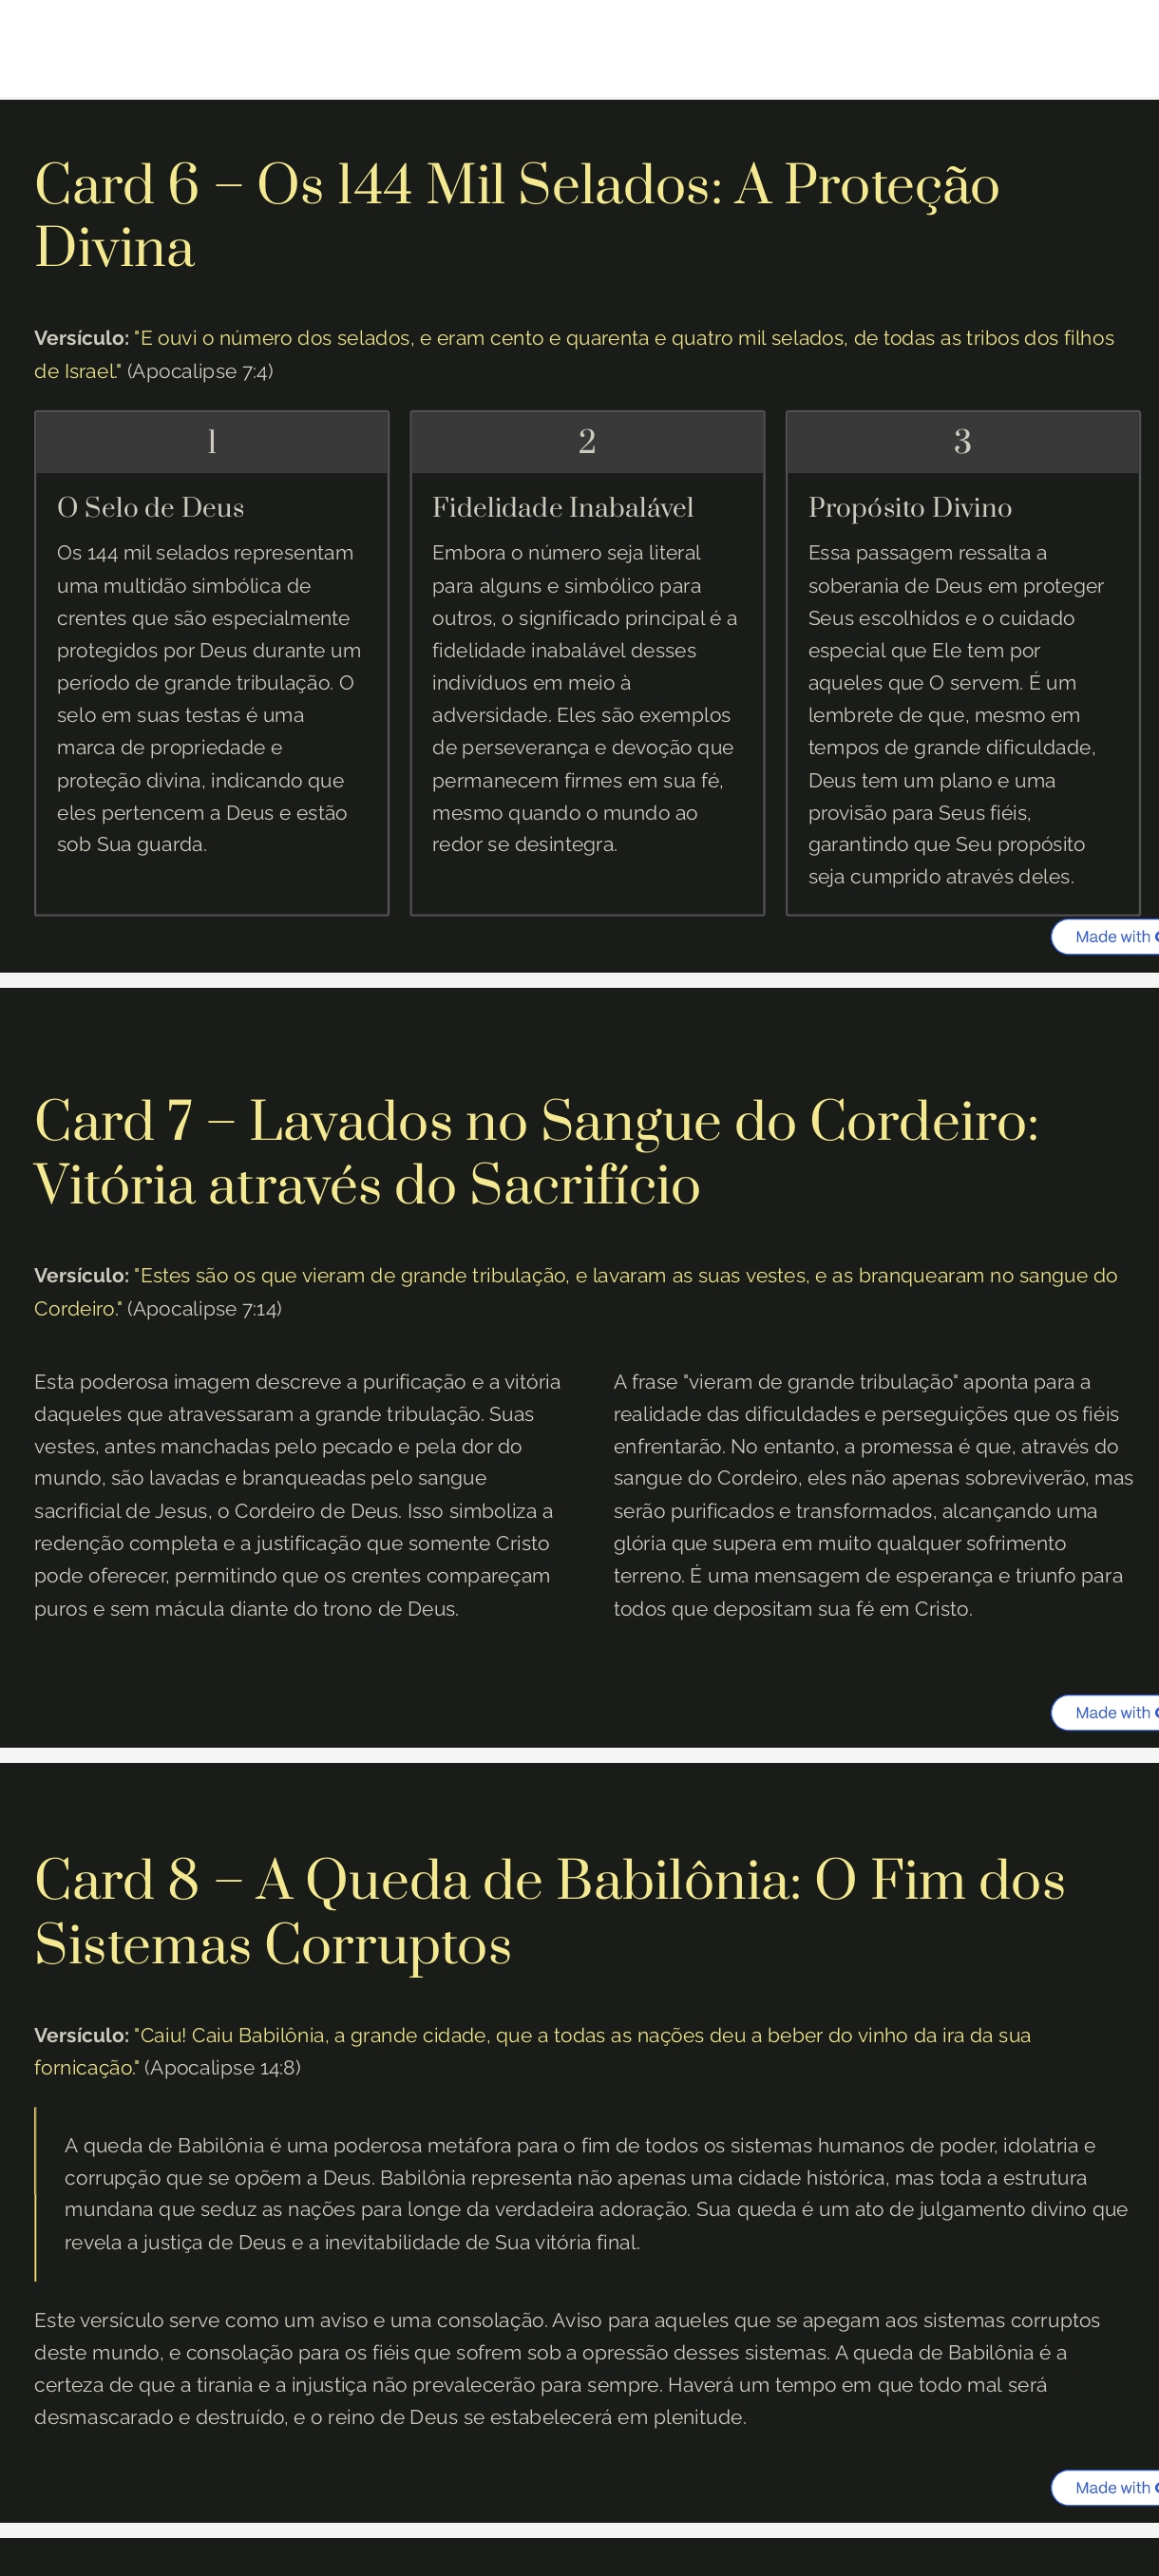 Card 6 – Os 144 Mil Selados: A Proteção
Divina
Versículo: "E ouvi o número dos selados, e eram cento e quarenta e quatro mil selados, de todas as tribos dos filhos
de Israel." (Apocalipse 7:4)
1
O Selo de Deus
Os 144 mil selados representam
uma multidão simbólica de
crentes que são especialmente
protegidos por Deus durante um
período de grande tribulação. O
selo em suas testas é uma
marca de propriedade e
proteção divina, indicando que
eles pertencem a Deus e estão
sob Sua guarda.
2
Fidelidade Inabalável
Embora o número seja literal
para alguns e simbólico para
outros, o significado principal é a
fidelidade inabalável desses
indivíduos em meio à
adversidade. Eles são exemplos
de perseverança e devoção que
permanecem firmes em sua fé,
mesmo quando o mundo ao
redor se desintegra.
3
Propósito Divino
Essa passagem ressalta a
soberania de Deus em proteger
Seus escolhidos e o cuidado
especial que Ele tem por
aqueles que O servem. É um
lembrete de que, mesmo em
tempos de grande dificuldade,
Deus tem um plano e uma
provisão para Seus fiéis,
garantindo que Seu propósito
seja cumprido através deles.
Made with
Card 7 – Lavados no Sangue do Cordeiro:
Vitória através do Sacrifício
Versículo: "Estes são os que vieram de grande tribulação, e lavaram as suas vestes, e as branquearam no sangue do
Cordeiro." (Apocalipse 7:14)
Esta poderosa imagem descreve a purificação e a vitória
daqueles que atravessaram a grande tribulação. Suas
vestes, antes manchadas pelo pecado e pela dor do
mundo, são lavadas e branqueadas pelo sangue
sacrificial de Jesus, o Cordeiro de Deus. Isso simboliza a
redenção completa e a justificação que somente Cristo
pode oferecer, permitindo que os crentes compareçam
puros e sem mácula diante do trono de Deus.
A frase "vieram de grande tribulação" aponta para a
realidade das dificuldades e perseguições que os fiéis
enfrentarão. No entanto, a promessa é que, através do
sangue do Cordeiro, eles não apenas sobreviverão, mas
serão purificados e transformados, alcançando uma
glória que supera em muito qualquer sofrimento
terreno. É uma mensagem de esperança e triunfo para
todos que depositam sua fé em Cristo.
Made with
Card 8 – A Queda de Babilônia: O Fim dos
Sistemas Corruptos
Versículo: "Caiu! Caiu Babilônia, a grande cidade, que a todas as nações deu a beber do vinho da ira da sua
fornicação." (Apocalipse 14:8)
A queda de Babilônia é uma poderosa metáfora para o fim de todos os sistemas humanos de poder, idolatria e
corrupção que se opõem a Deus. Babilônia representa não apenas uma cidade histórica, mas toda a estrutura
mundana que seduz as nações para longe da verdadeira adoração. Sua queda é um ato de julgamento divino que
revela a justiça de Deus e a inevitabilidade de Sua vitória final.
Este versículo serve como um aviso e uma consolação. Aviso para aqueles que se apegam aos sistemas corruptos
deste mundo, e consolação para os fiéis que sofrem sob a opressão desses sistemas. A queda de Babilônia é a
certeza de que a tirania e a injustiça não prevalecerão para sempre. Haverá um tempo em que todo mal será
desmascarado e destruído, e o reino de Deus se estabelecerá em plenitude.
Made with